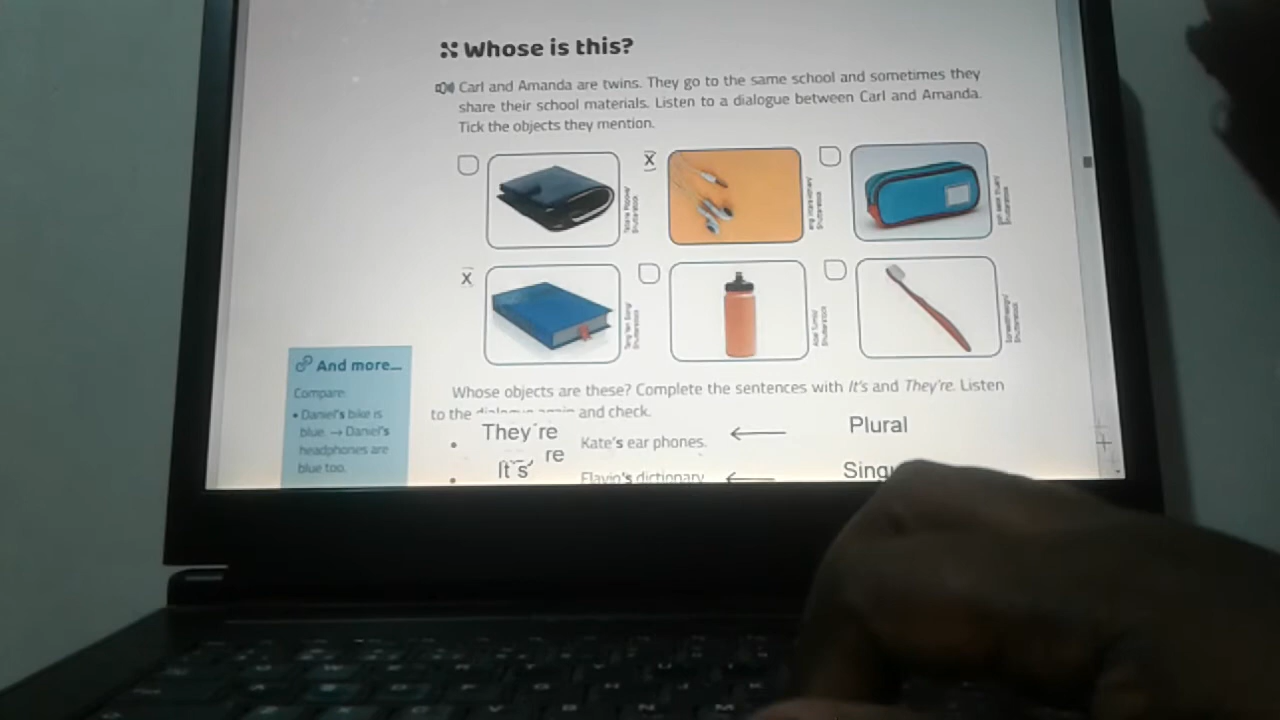 Whose is this?
Carl and Amanda are twins. They go to the same school and sometimes they
share their school materials. Listen to a dialogue between Carl and Amanda.
Tick the objects they mention.
X
X
And more...
Compare:
• Daniel's bike is
blue. → Daniel's
headphones are
blue too.
Whose objects are these? Complete the sentences with It's and They're. Listen
to the and check.
• They´re Kate's ear phones. ← Plural
re
• It´s Flavio's dictionary ←